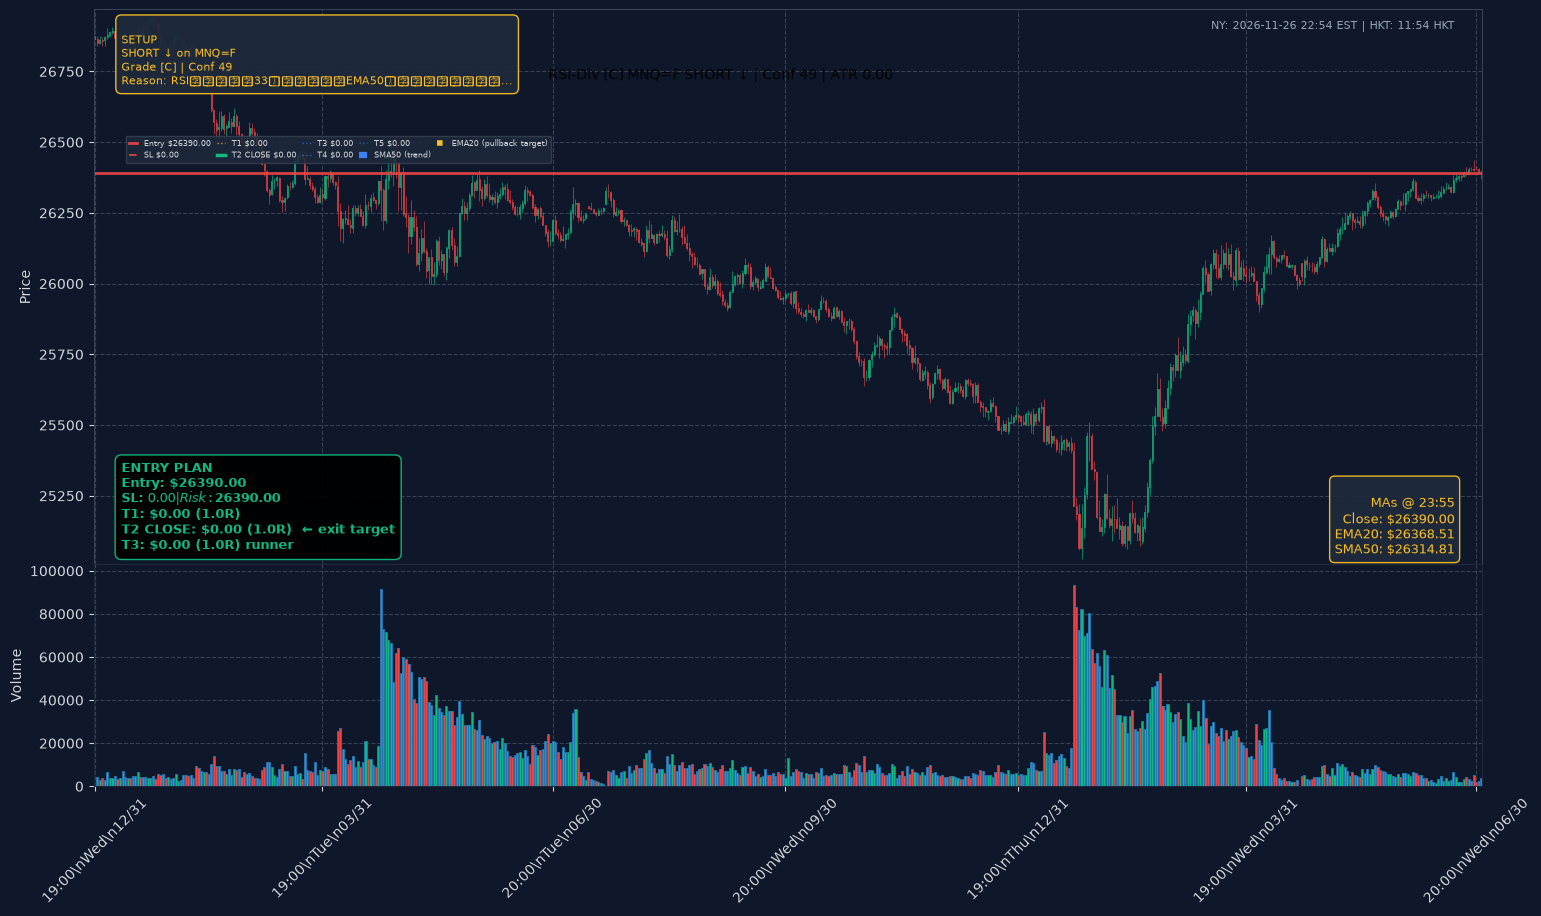 NY: 2026-11-26 22:54 EST | HKT: 11:54 HKT
SETUP
SHORT ↓ on MNQ=F
Grade [C] | Conf 49
Reason: RSI 33 EMA50 ...
RSI-Div [C] MNQ=F SHORT ↓ | Conf 49 | ATR 0.00
Entry $26390.00
SL $0.00
T1 $0.00
T2 CLOSE $0.00
T3 $0.00
T4 $0.00
T5 $0.00
SMA50 (trend)
EMA20 (pullback target)
Price
26750
26500
26250
26000
25750
25500
25250
ENTRY PLAN
Entry: $26390.00
SL: 0.00|Risk:26390.00
T1: $0.00 (1.0R)
T2 CLOSE: $0.00 (1.0R) ← exit target
T3: $0.00 (1.0R) runner
MAs @ 23:55
Close: $26390.00
EMA20: $26368.51
SMA50: $26314.81
Volume
100000
80000
60000
40000
20000
0
19:00\nWed\n12/31
19:00\nTue\n03/31
20:00\nTue\n06/30
20:00\nWed\n09/30
19:00\nThu\n12/31
19:00\nWed\n03/31
20:00\nWed\n06/30